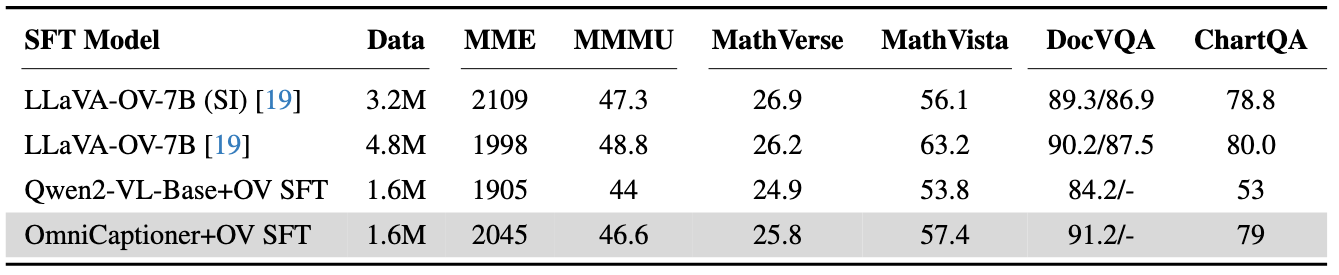 SFT Model Data MME MMMU MathVerse MathVista DocVQA ChartQA
LLaVA-OV-7B (SI) [19] 3.2M 2109 47.3 26.9 56.1 89.3/86.9 78.8
LLaVA-OV-7B [19] 4.8M 1998 48.8 26.2 63.2 90.2/87.5 80.0
Qwen2-VL-Base+OV SFT 1.6M 1905 44 24.9 53.8 84.2/- 53
OmniCaptioner+OV SFT 1.6M 2045 46.6 25.8 57.4 91.2/- 79